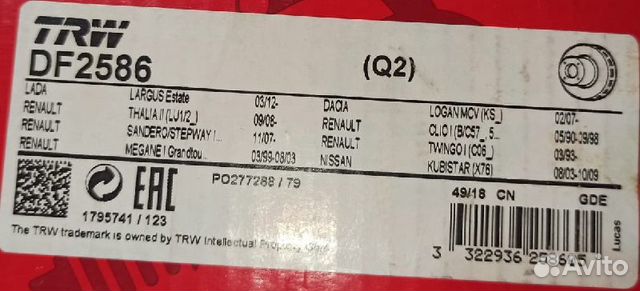 TRW
DF2586 (Q2)
LADA LARGUS Estate 03/12- DACIA LOGAN MCV (KS_) 02/07-
RENAULT THALIA II (LU1/2_) 09/08- RENAULT CLIO I (B/C57_, 5... 05/90-09/98
RENAULT SANDERO/STEPWAY I... 11/07- RENAULT TWINGO I (C06_) 03/93-
RENAULT MEGANE I Grandtou... 03/99-08/03 NISSAN KUBISTAR (X76) 08/03-10/09
EAC
PO277288 / 79
49/18 CN GDE
1795741 / 123
The TRW trademark is owned by TRW Intellectual Property
Lucas
3 322936
Avito